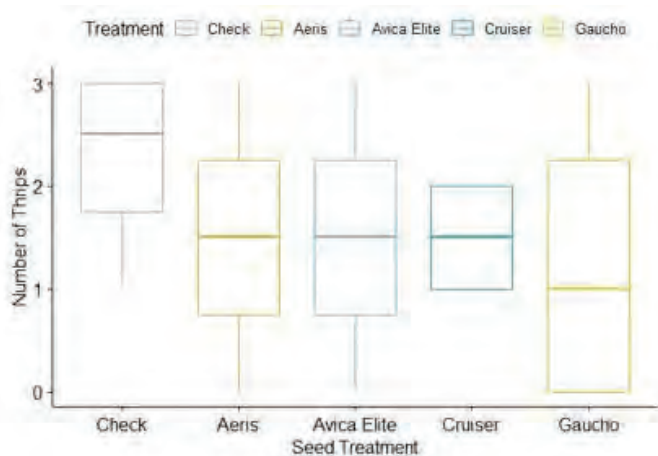 Treatment Check Aeris Avica Elite Cruiser Gaucho
Number of Thrips
3
2
1
0
Check Aeris Avica Elite Cruiser Gaucho
Seed Treatment